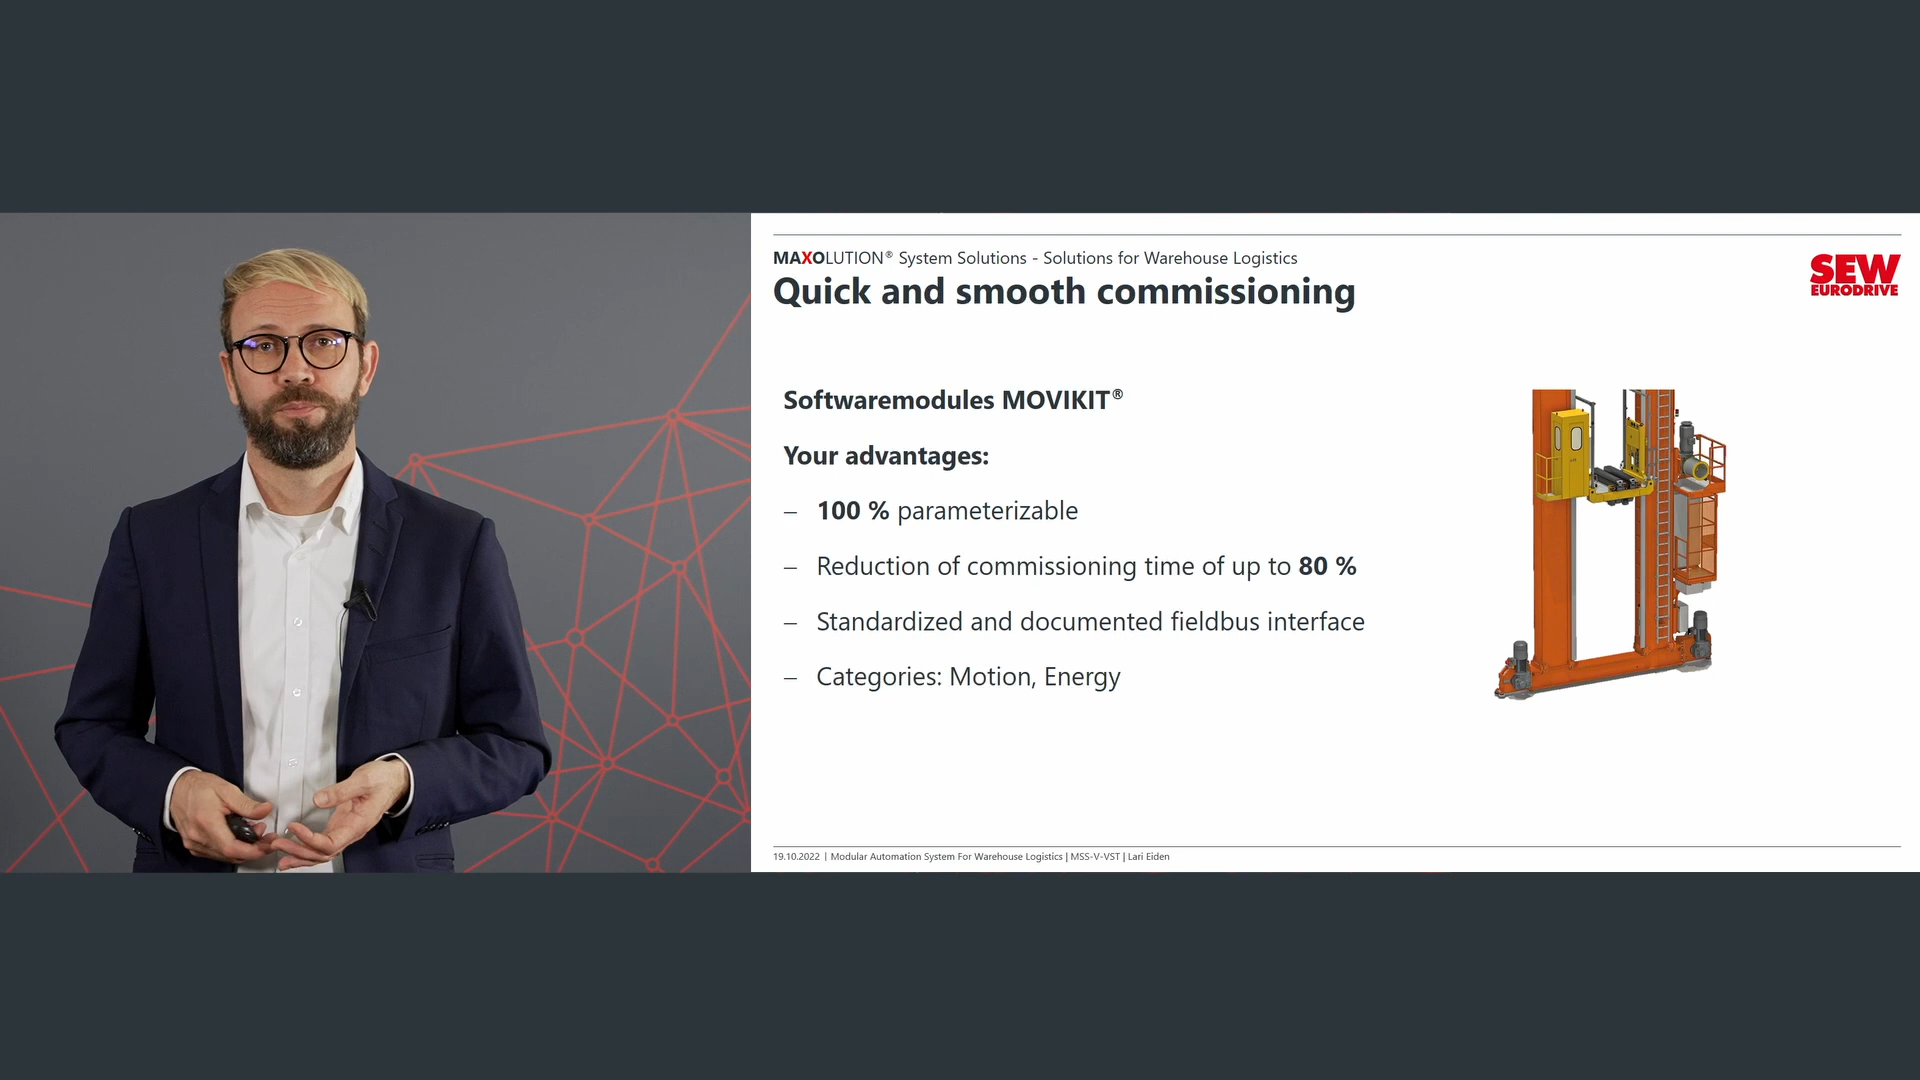 MAXOLUTION® System Solutions - Solutions for Warehouse Logistics
Quick and smooth commissioning
SEW
EURODRIVE
Softwaremodules MOVIKIT®
Your advantages:
– 100 % parameterizable
– Reduction of commissioning time of up to 80 %
– Standardized and documented fieldbus interface
– Categories: Motion, Energy
19.10.2022 | Modular Automation System For Warehouse Logistics | MSS-V-VST | Lari Eiden